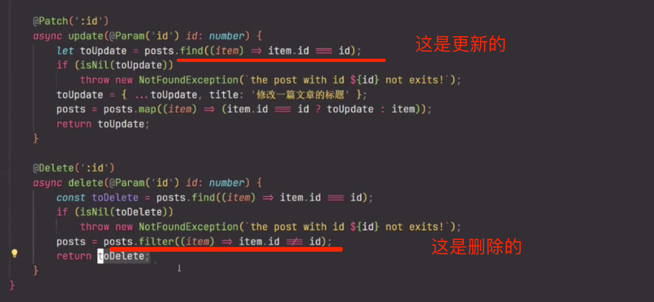 @Patch(':id')
async update(@Param('id') id: number) {
let toUpdate = posts.find((item) => item.id === id);
这是更新的
if (isNil(toUpdate))
throw new NotFoundException(`the post with id ${id} not exits!`);
toUpdate = { ...toUpdate, title: '修改一篇文章的标题' };
posts = posts.map((item) => (item.id === id ? toUpdate : item));
return toUpdate;
}
@Delete(':id')
async delete(@Param('id') id: number) {
const toDelete = posts.find((item) => item.id === id);
if (isNil(toDelete))
throw new NotFoundException(`the post with id ${id} not exits!`);
posts = posts.filter((item) => item.id !== id);
这是删除的
return toDelete;
}
}